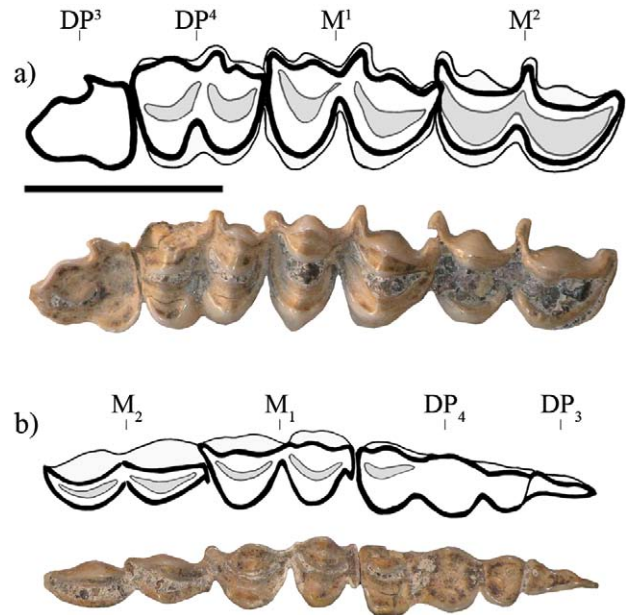 DP³ DP⁴ M¹ M²
a)
M₂ M₁ DP₄ DP₃
b)